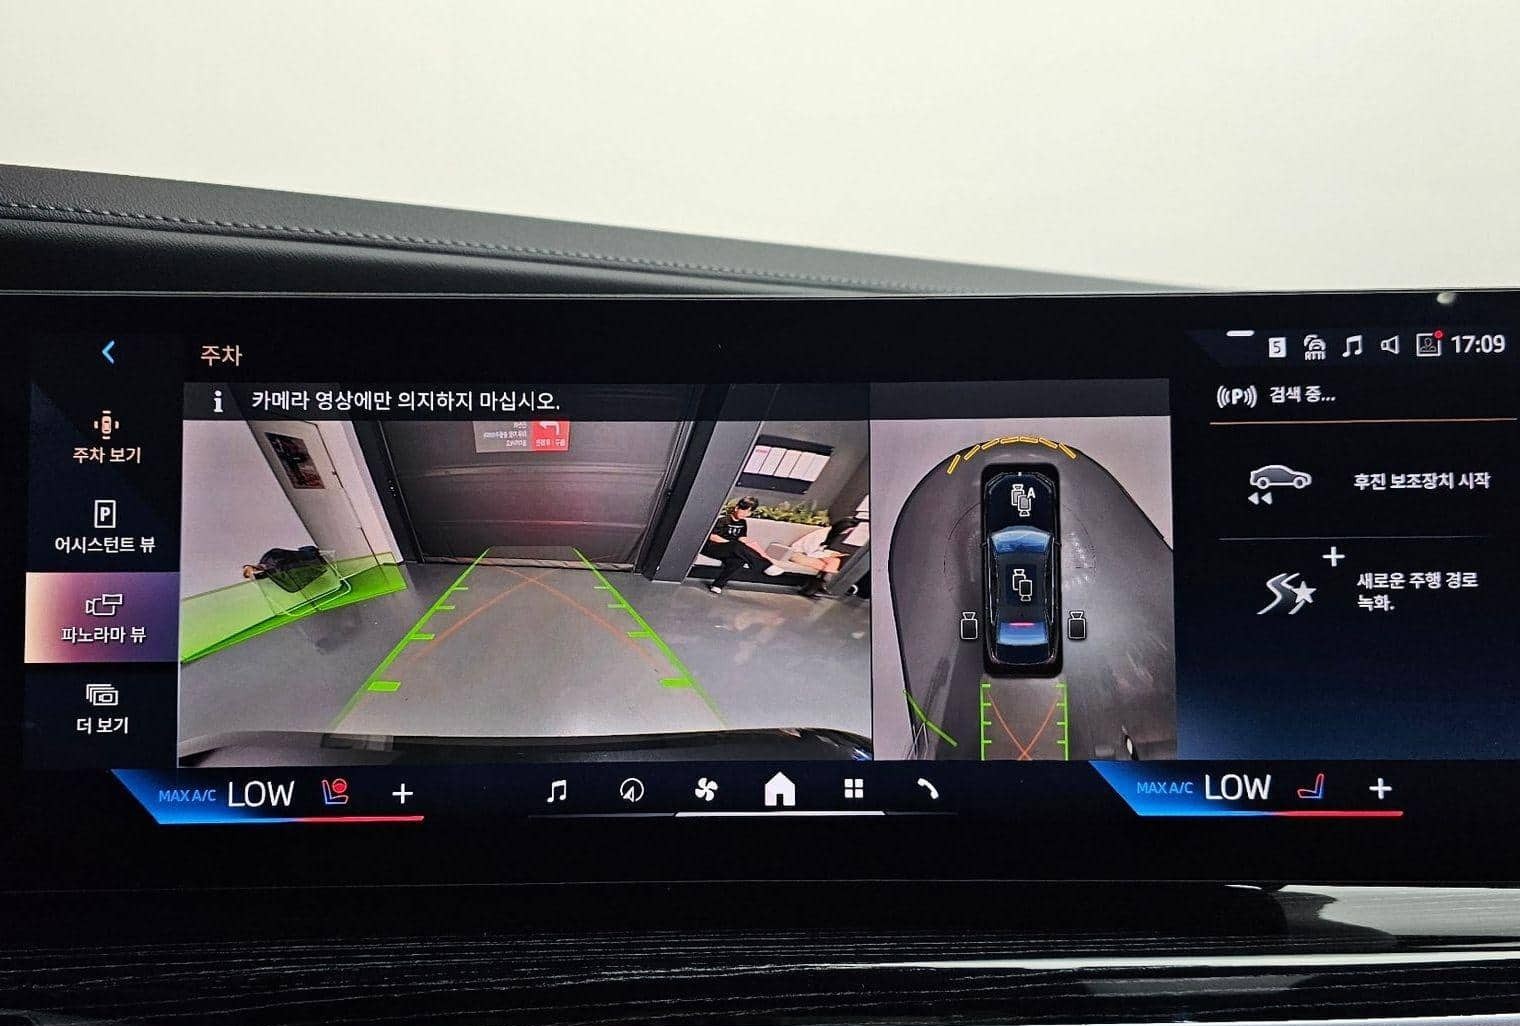 주차
5
RTTI
17:09
주차 보기
어시스턴트 뷰
파노라마 뷰
더 보기
i 카메라 영상에만 의지하지 마십시오.
A
P 검색 중...
후진 보조장치 시작
새로운 주행 경로
녹화.
MAX A/C LOW
MAX A/C LOW